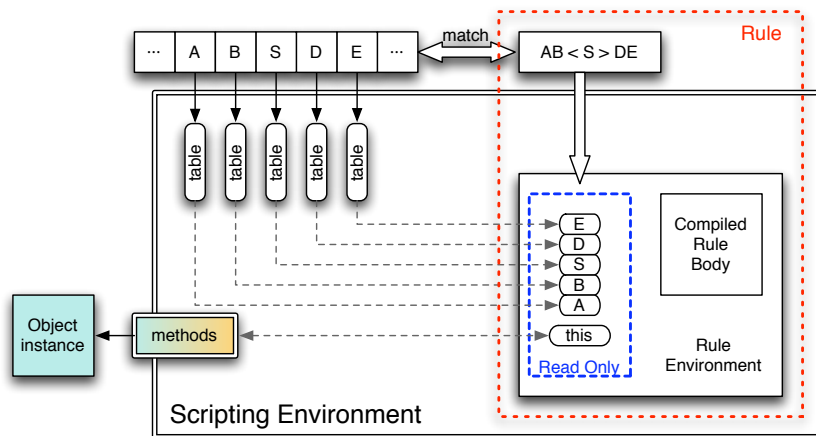 ... A B S D E ...
match
AB < S > DE
Rule
table table table table table
E
D
S
B
A
this
Read Only
Compiled
Rule
Body
Rule
Environment
Object
instance
methods
Scripting Environment